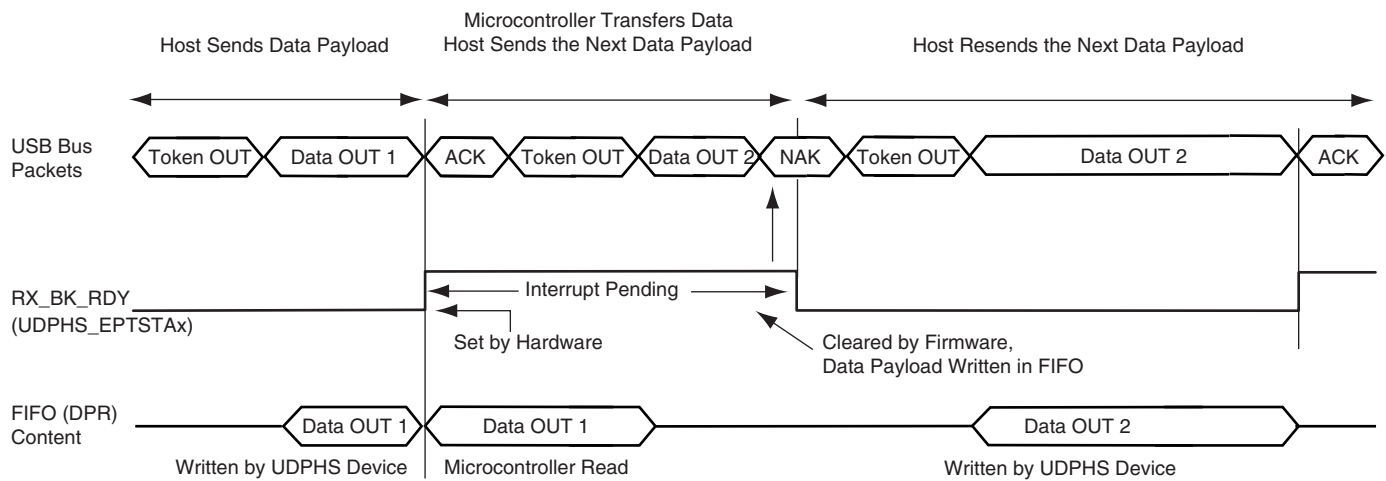 Microcontroller Transfers Data
Host Sends Data Payload
Host Sends the Next Data Payload
Host Resends the Next Data Payload
USB Bus
Packets
Token OUT
Data OUT 1
ACK
Token OUT
Data OUT 2
NAK
Token OUT
Data OUT 2
ACK
RX_BK_RDY
(UDPHS_EPTSTAx)
Interrupt Pending
Set by Hardware
Cleared by Firmware,
Data Payload Written in FIFO
FIFO (DPR)
Content
Data OUT 1
Data OUT 1
Data OUT 2
Written by UDPHS Device
Microcontroller Read
Written by UDPHS Device